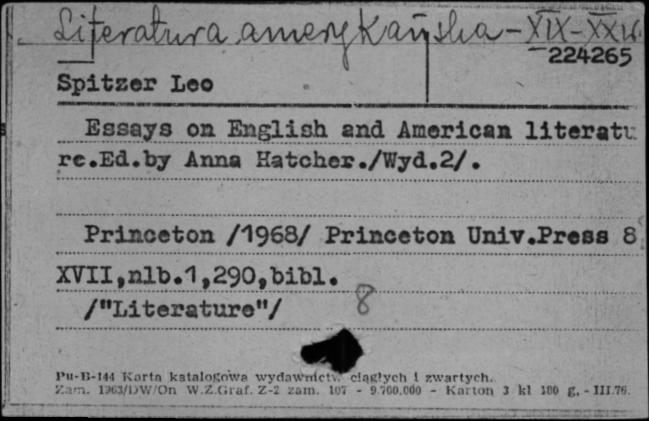 Literatura amerykańska - XIX-XX w.
224265
Spitzer Leo
Essays on English and American literatu
re.Ed.by Anna Hatcher./Wyd.2/.
Princeton /1968/ Princeton Univ.Press 8
XVII,nlb.1,290,bibl.
/"Literature"/
8
Pu-B-144 Karta katalogowa wydawnictw ciągłych i zwartych.
Zam. 1963/DW/On W.Z.Graf. Z-2 zam. 107 - 9.700.000 - Karton 3 kl 180 g. - III.76.